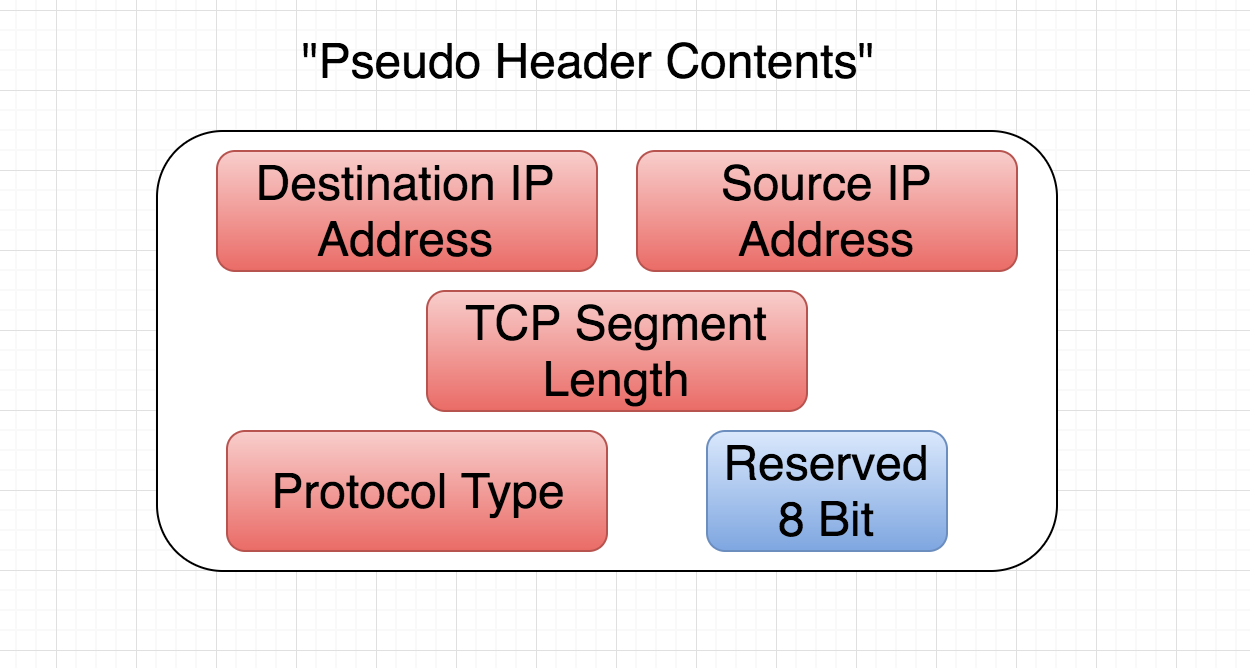 "Pseudo Header Contents"
Destination IP
Address
Source IP
Address
TCP Segment
Length
Protocol Type
Reserved
8 Bit